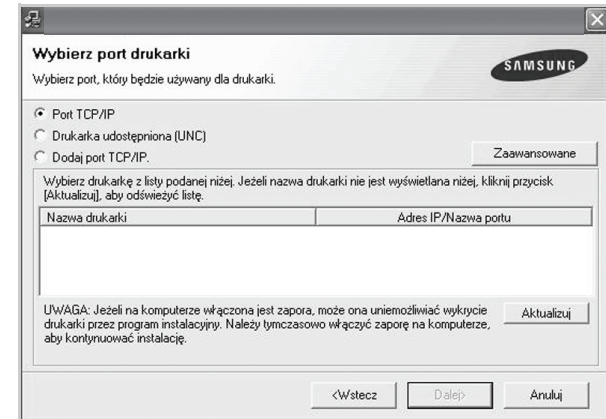 Wybierz port drukarki
Wybierz port, który będzie używany dla drukarki.
SAMSUNG
Port TCP/IP
Drukarka udostępniona (UNC)
Dodaj port TCP/IP.
Zaawansowane
Wybierz drukarkę z listy podanej niżej. Jeżeli nazwa drukarki nie jest wyświetlana niżej, kliknij przycisk
[Aktualizuj], aby odświeżyć listę.
Nazwa drukarki
Adres IP/Nazwa portu
UWAGA: Jeżeli na komputerze włączona jest zapora, może ona uniemożliwiać wykrycie
drukarki przez program instalacyjny. Należy tymczasowo włączyć zaporę na komputerze,
aby kontynuować instalację.
Aktualizuj
<Wstecz
Dalej>
Anuluj